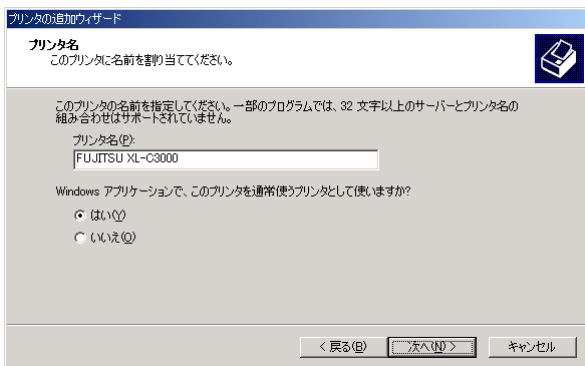 プリンタの追加ウィザード
プリンタ名
このプリンタに名前を割り当ててください。
このプリンタの名前を指定してください。一部のプログラムでは、32 文字以上のサーバーとプリンタ名の
組み合わせはサポートされていません。
プリンタ名(P):
FUJITSU XL-C3000
Windows アプリケーションで、このプリンタを通常使うプリンタとして使いますか?
はい(Y)
いいえ(O)
< 戻る(B)
次へ(N) >
キャンセル